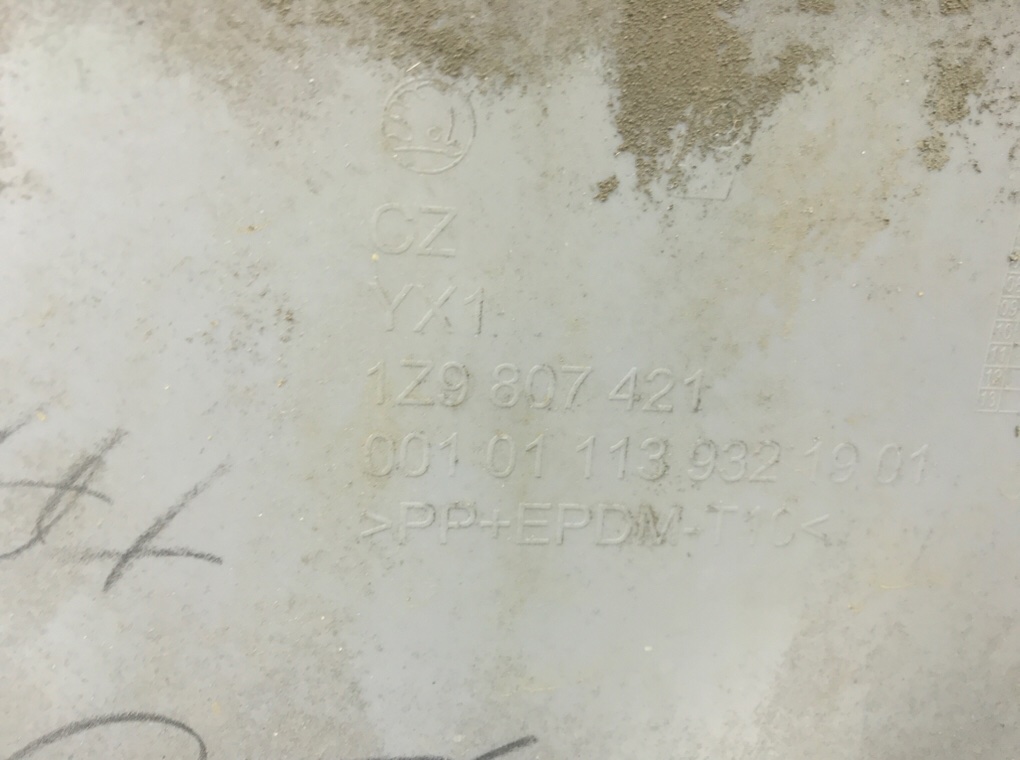 CZ
YX1
1Z9 807 421
001 01 113 932 19 01
>PP+EPDM-T10<